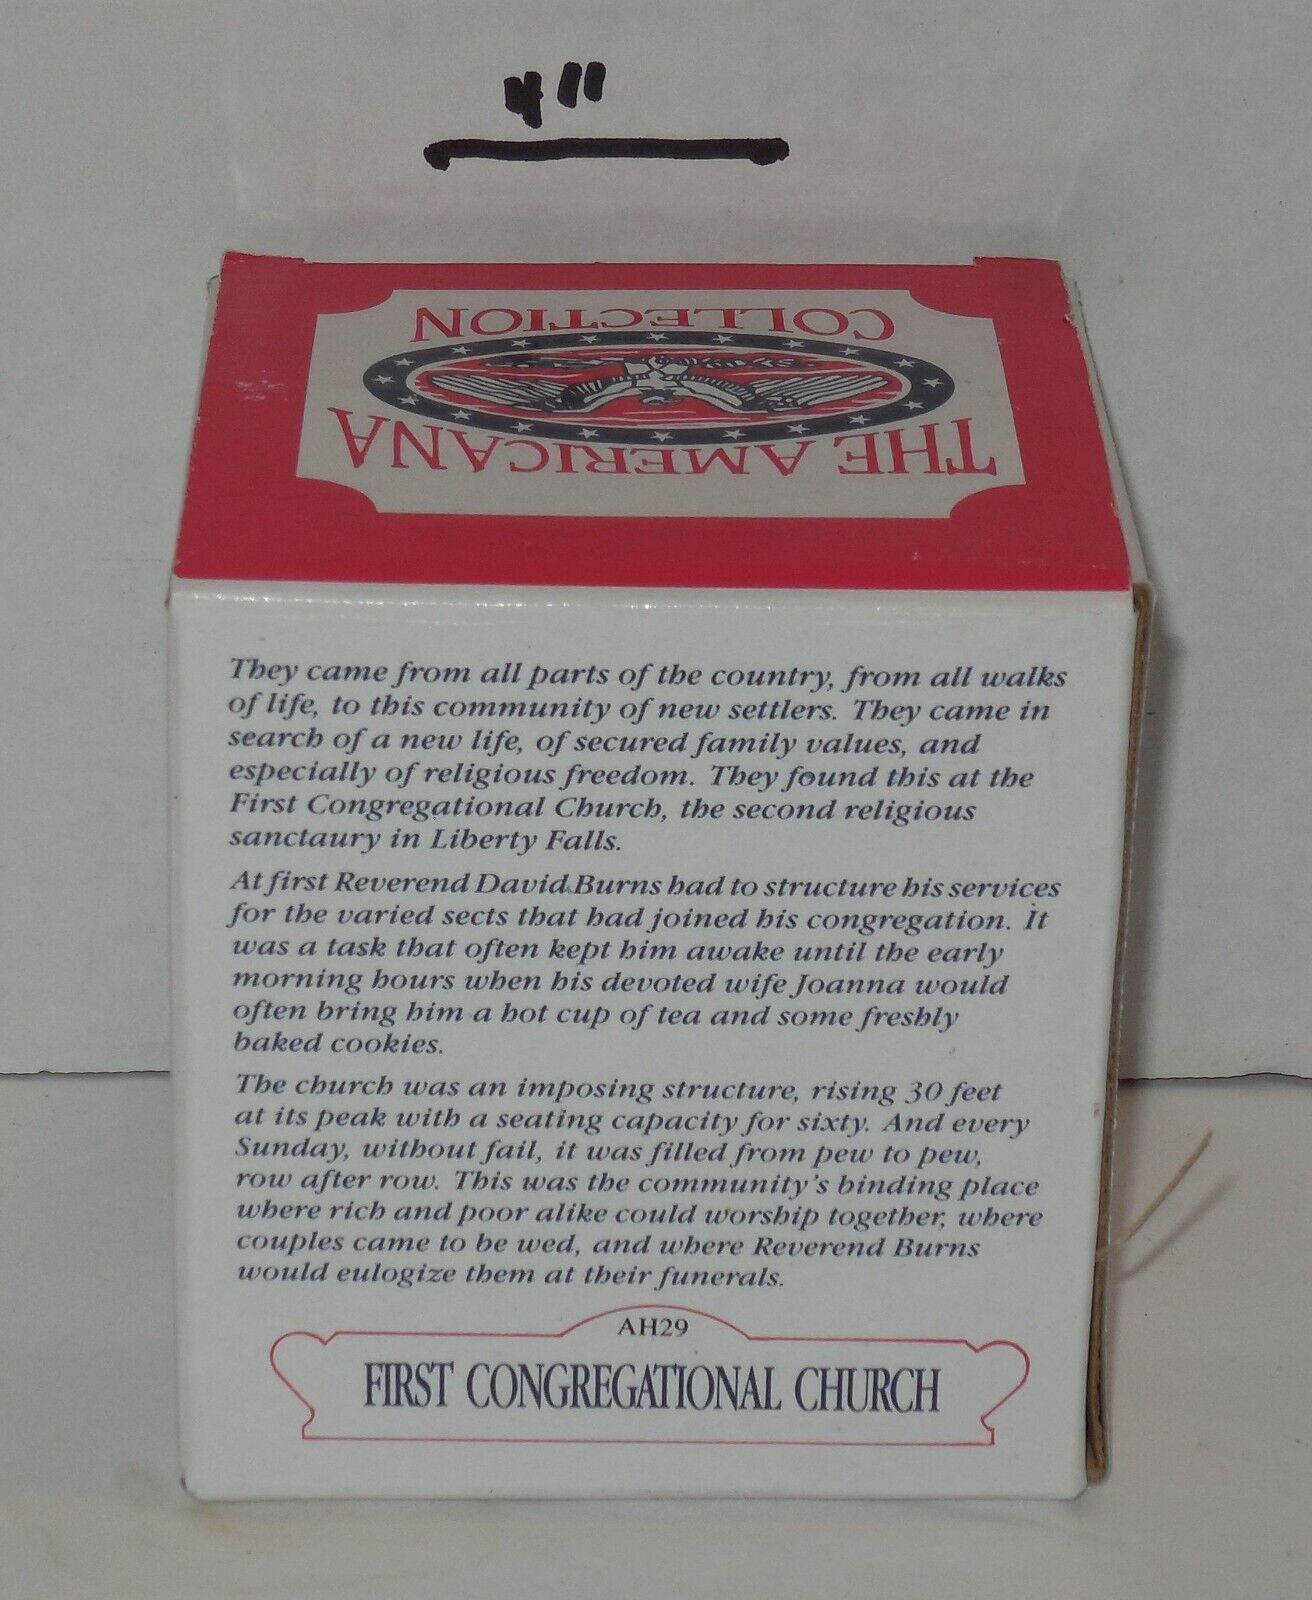 4"
THE AMERICANA
COLLECTION
They came from all parts of the country, from all walks
of life, to this community of new settlers. They came in
search of a new life, of secured family values, and
especially of religious freedom. They found this at the
First Congregational Church, the second religious
sanctaury in Liberty Falls.
At first Reverend David Burns had to structure his services
for the varied sects that had joined his congregation. It
was a task that often kept him awake until the early
morning hours when his devoted wife Joanna would
often bring him a hot cup of tea and some freshly
baked cookies.
The church was an imposing structure, rising 30 feet
at its peak with a seating capacity for sixty. And every
Sunday, without fail, it was filled from pew to pew,
row after row. This was the community's binding place
where rich and poor alike could worship together, where
couples came to be wed, and where Reverend Burns
would eulogize them at their funerals.
AH29
FIRST CONGREGATIONAL CHURCH